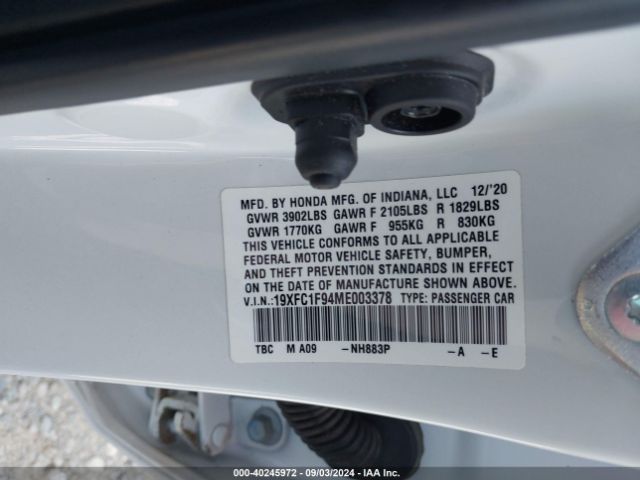 MFD. BY HONDA MFG. OF INDIANA, LLC 12/'20
GVWR 3902LBS GAWR F 2105LBS R 1829LBS
GVWR 1770KG GAWR F 955KG R 830KG
THIS VEHICLE CONFORMS TO ALL APPLICABLE
FEDERAL MOTOR VEHICLE SAFETY, BUMPER,
AND THEFT PREVENTION STANDARDS IN EFFECT
ON THE DATE OF MANUFACTURE SHOWN ABOVE.
V.I.N.:19XFC1F94ME003378 TYPE: PASSENGER CAR
TBC M A09 -NH883P -A -E
000-40245972 - 09/03/2024 - IAA Inc.